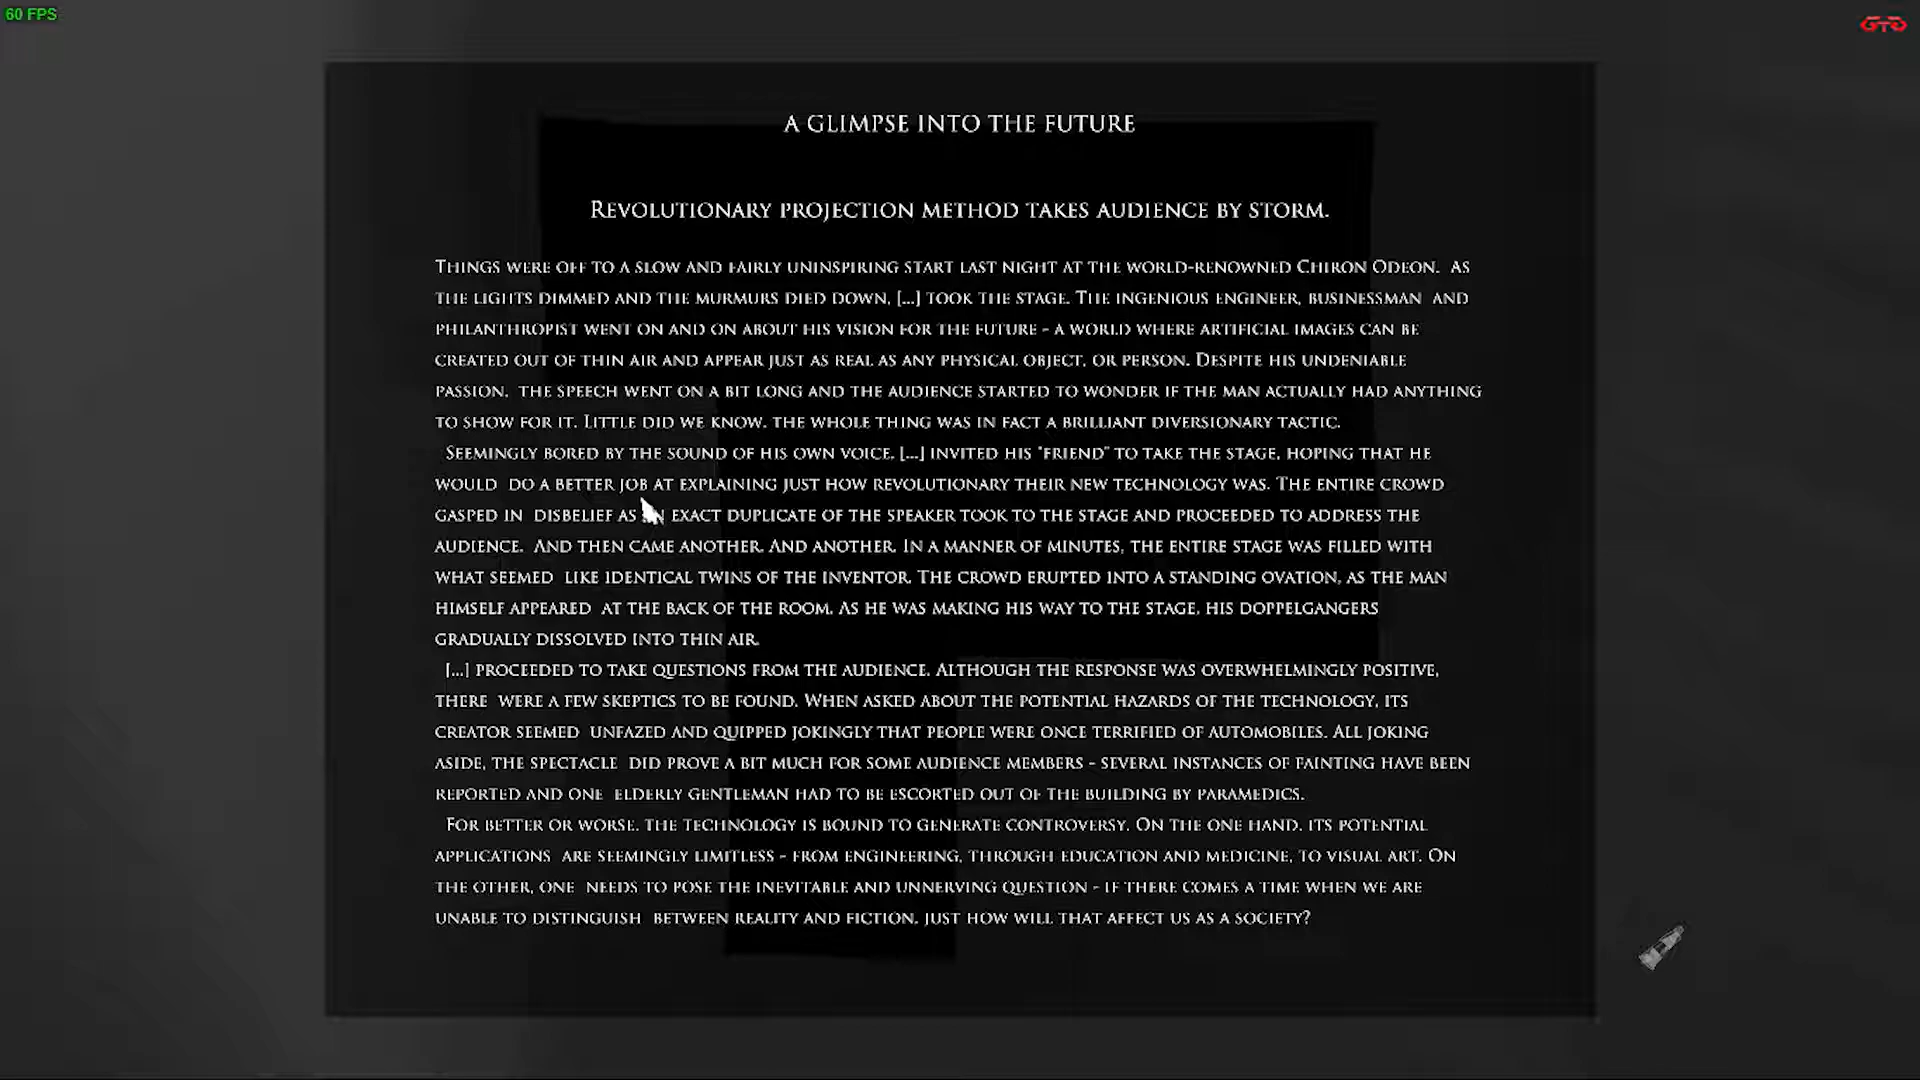 60 FPS
GTG
A GLIMPSE INTO THE FUTURE
REVOLUTIONARY PROJECTION METHOD TAKES AUDIENCE BY STORM.
THINGS WERE OFF TO A SLOW AND FAIRLY UNINSPIRING START LAST NIGHT AT THE WORLD-RENOWNED CHIRON ODEON. AS
THE LIGHTS DIMMED AND THE MURMURS DIED DOWN, [...] TOOK THE STAGE. THE INGENIOUS ENGINEER, BUSINESSMAN AND
PHILANTHROPIST WENT ON AND ON ABOUT HIS VISION FOR THE FUTURE - A WORLD WHERE ARTIFICIAL IMAGES CAN BE
CREATED OUT OF THIN AIR AND APPEAR JUST AS REAL AS ANY PHYSICAL OBJECT, OR PERSON. DESPITE HIS UNDENIABLE
PASSION, THE SPEECH WENT ON A BIT LONG AND THE AUDIENCE STARTED TO WONDER IF THE MAN ACTUALLY HAD ANYTHING
TO SHOW FOR IT. LITTLE DID WE KNOW, THE WHOLE THING WAS IN FACT A BRILLIANT DIVERSIONARY TACTIC.
SEEMINGLY BORED BY THE SOUND OF HIS OWN VOICE, [...] INVITED HIS "FRIEND" TO TAKE THE STAGE, HOPING THAT HE
WOULD DO A BETTER JOB AT EXPLAINING JUST HOW REVOLUTIONARY THEIR NEW TECHNOLOGY WAS. THE ENTIRE CROWD
GASPED IN DISBELIEF AS AN EXACT DUPLICATE OF THE SPEAKER TOOK TO THE STAGE AND PROCEEDED TO ADDRESS THE
AUDIENCE. AND THEN CAME ANOTHER. AND ANOTHER. IN A MANNER OF MINUTES, THE ENTIRE STAGE WAS FILLED WITH
WHAT SEEMED LIKE IDENTICAL TWINS OF THE INVENTOR. THE CROWD ERUPTED INTO A STANDING OVATION, AS THE MAN
HIMSELF APPEARED AT THE BACK OF THE ROOM. AS HE WAS MAKING HIS WAY TO THE STAGE, HIS DOPPELGANGERS
GRADUALLY DISSOLVED INTO THIN AIR.
[...] PROCEEDED TO TAKE QUESTIONS FROM THE AUDIENCE. ALTHOUGH THE RESPONSE WAS OVERWHELMINGLY POSITIVE,
THERE WERE A FEW SKEPTICS TO BE FOUND. WHEN ASKED ABOUT THE POTENTIAL HAZARDS OF THE TECHNOLOGY, ITS
CREATOR SEEMED UNFAZED AND QUIPPED JOKINGLY THAT PEOPLE WERE ONCE TERRIFIED OF AUTOMOBILES. ALL JOKING
ASIDE, THE SPECTACLE DID PROVE A BIT MUCH FOR SOME AUDIENCE MEMBERS - SEVERAL INSTANCES OF FAINTING HAVE BEEN
REPORTED AND ONE ELDERLY GENTLEMAN HAD TO BE ESCORTED OUT OF THE BUILDING BY PARAMEDICS.
FOR BETTER OR WORSE, THE TECHNOLOGY IS BOUND TO GENERATE CONTROVERSY. ON THE ONE HAND, ITS POTENTIAL
APPLICATIONS ARE SEEMINGLY LIMITLESS - FROM ENGINEERING, THROUGH EDUCATION AND MEDICINE, TO VISUAL ART. ON
THE OTHER, ONE NEEDS TO POSE THE INEVITABLE AND UNNERVING QUESTION - IF THERE COMES A TIME WHEN WE ARE
UNABLE TO DISTINGUISH BETWEEN REALITY AND FICTION, JUST HOW WILL THAT AFFECT US AS A SOCIETY?